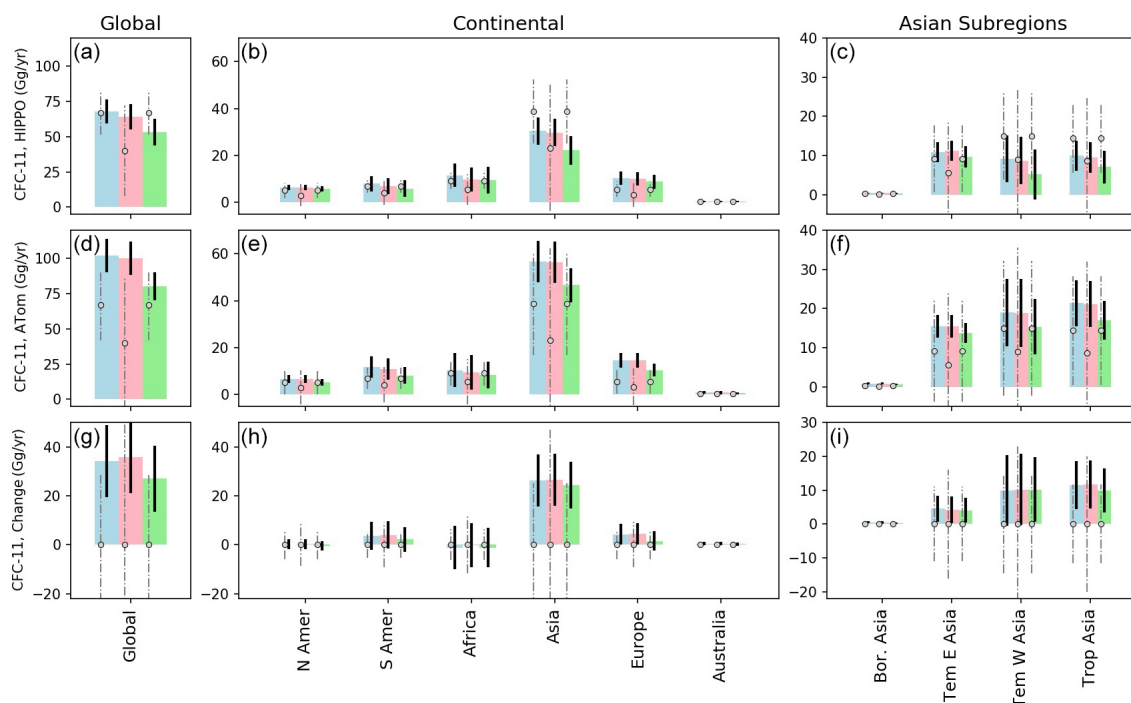 Global Continental Asian Subregions
CFC-11, HIPPO (Gg/yr)
(a)
100
75
50
25
0
(b)
60
40
20
0
(c)
40
30
20
10
0
CFC-11, ATom (Gg/yr)
(d)
100
75
50
25
0
(e)
60
40
20
0
(f)
40
30
20
10
0
CFC-11, Change (Gg/yr)
(g)
40
20
0
−20
(h)
40
20
0
−20
(i)
30
20
10
0
−10
−20
Global
N Amer
S Amer
Africa
Asia
Europe
Australia
Bor. Asia
Tem E Asia
Tem W Asia
Trop Asia